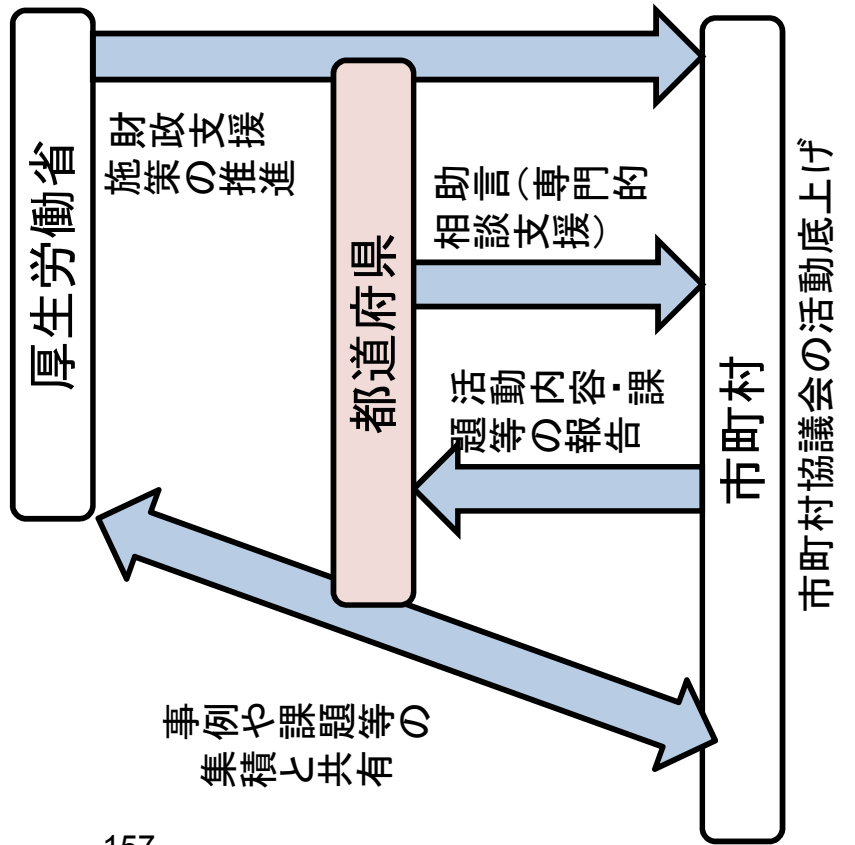 厚生労働省
財政支援
施策の推進
都道府県
助言(専門的
相談支援)
活動内容・課
題等の報告
事例や課題等の
集積と共有
市町村
市町村協議会の活動底上げ
157